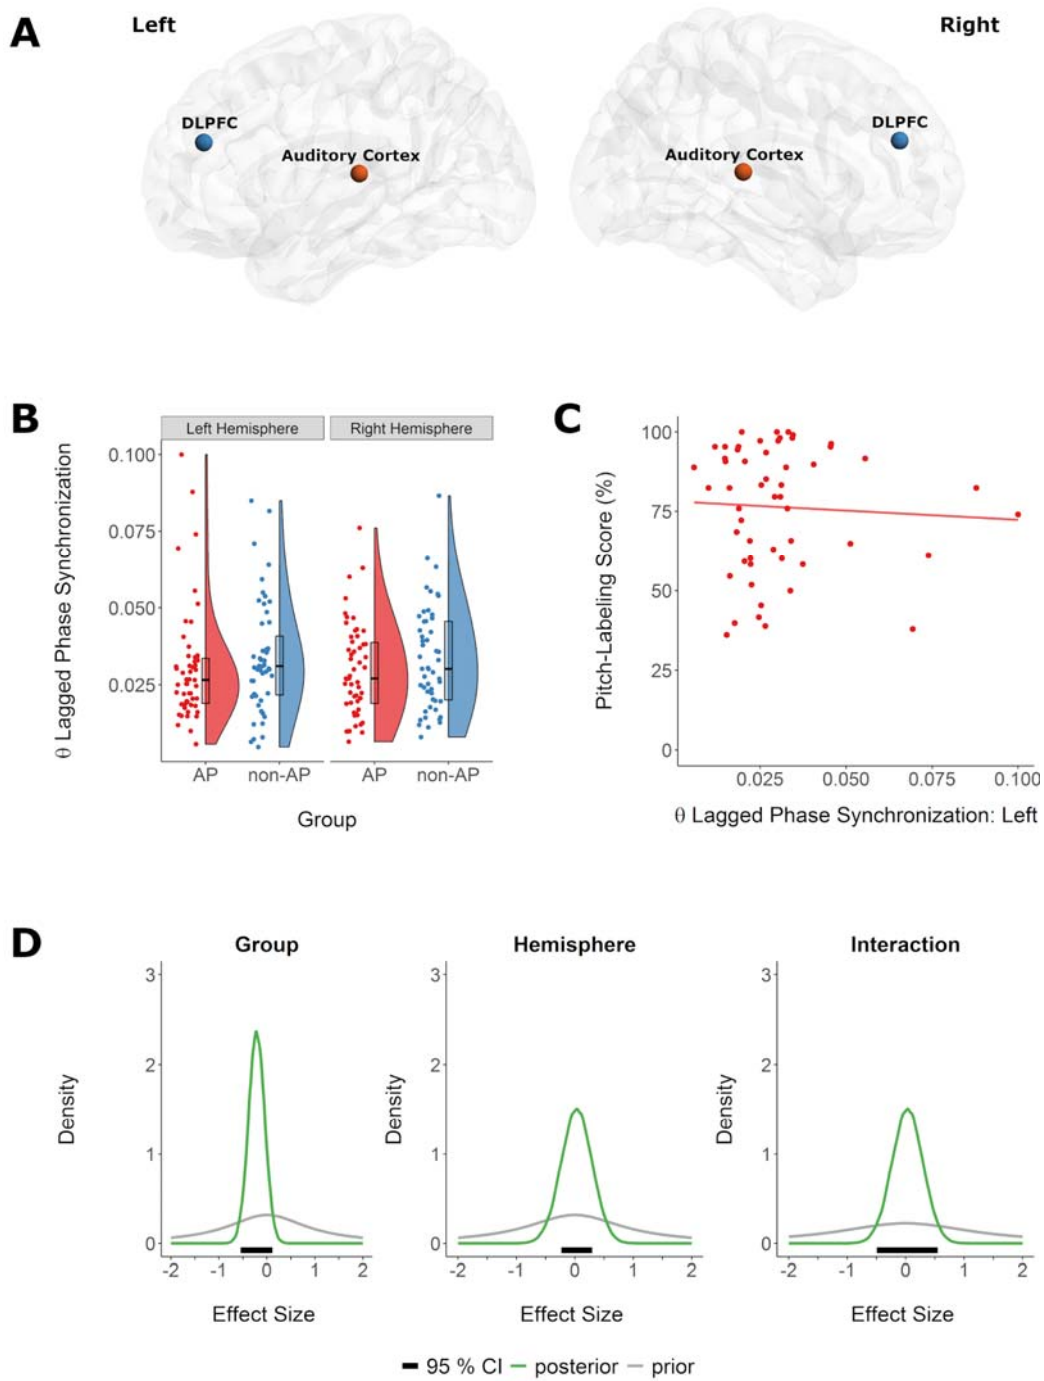 A
Left
Right
DLPFC
Auditory Cortex
DLPFC
Auditory Cortex
B
Left Hemisphere
Right Hemisphere
θ Lagged Phase Synchronization
0.100
0.075
0.050
0.025
AP
non-AP
AP
non-AP
Group
C
Pitch-Labeling Score (%)
100
75
50
25
0
0.025
0.050
0.075
0.100
θ Lagged Phase Synchronization: Left
D
Group
Density
3
2
1
0
-2
-1
0
1
2
Effect Size
Hemisphere
Density
3
2
1
0
-2
-1
0
1
2
Effect Size
Interaction
Density
3
2
1
0
-2
-1
0
1
2
Effect Size
95 % CI
posterior
prior